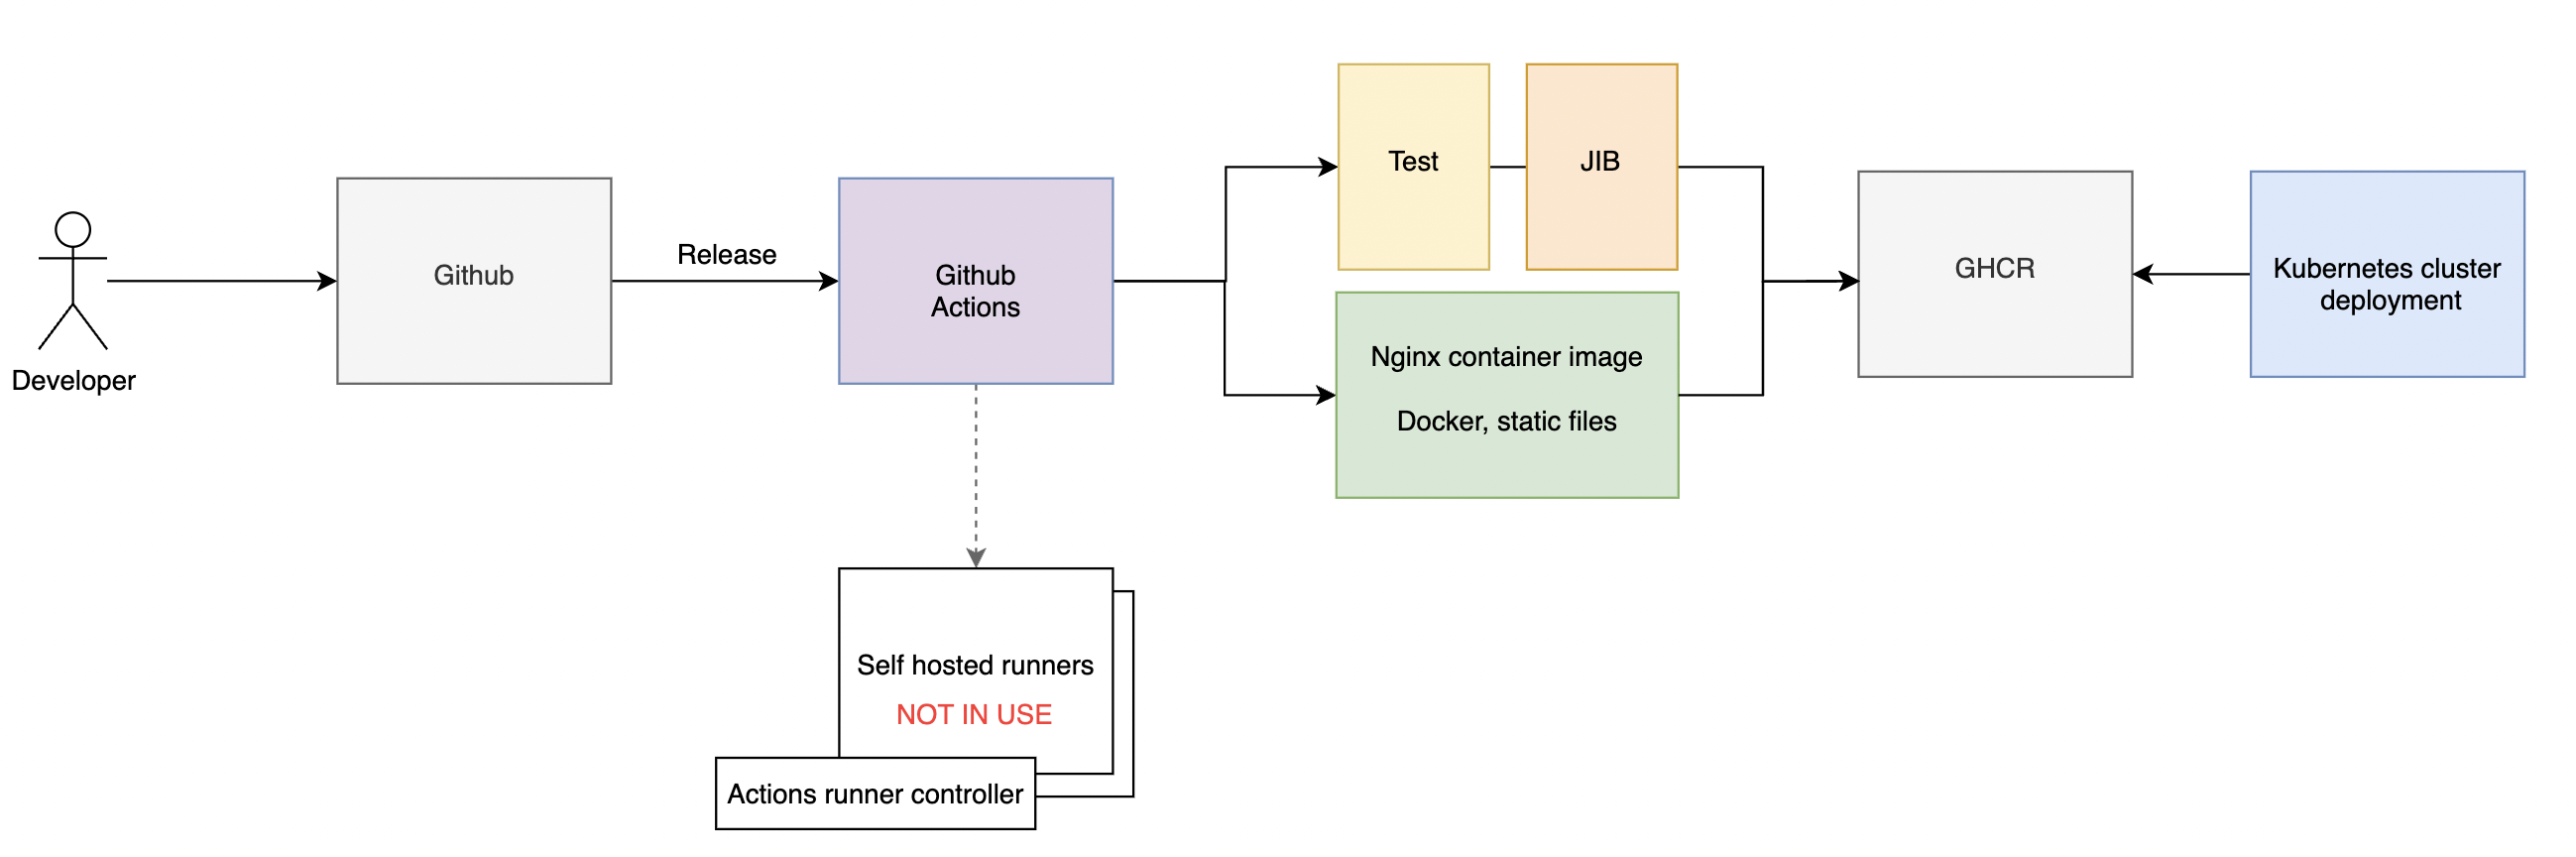 Developer
Github
Release
Github
Actions
Test
JIB
Nginx container image
Docker, static files
GHCR
Kubernetes cluster
deployment
Self hosted runners
NOT IN USE
Actions runner controller